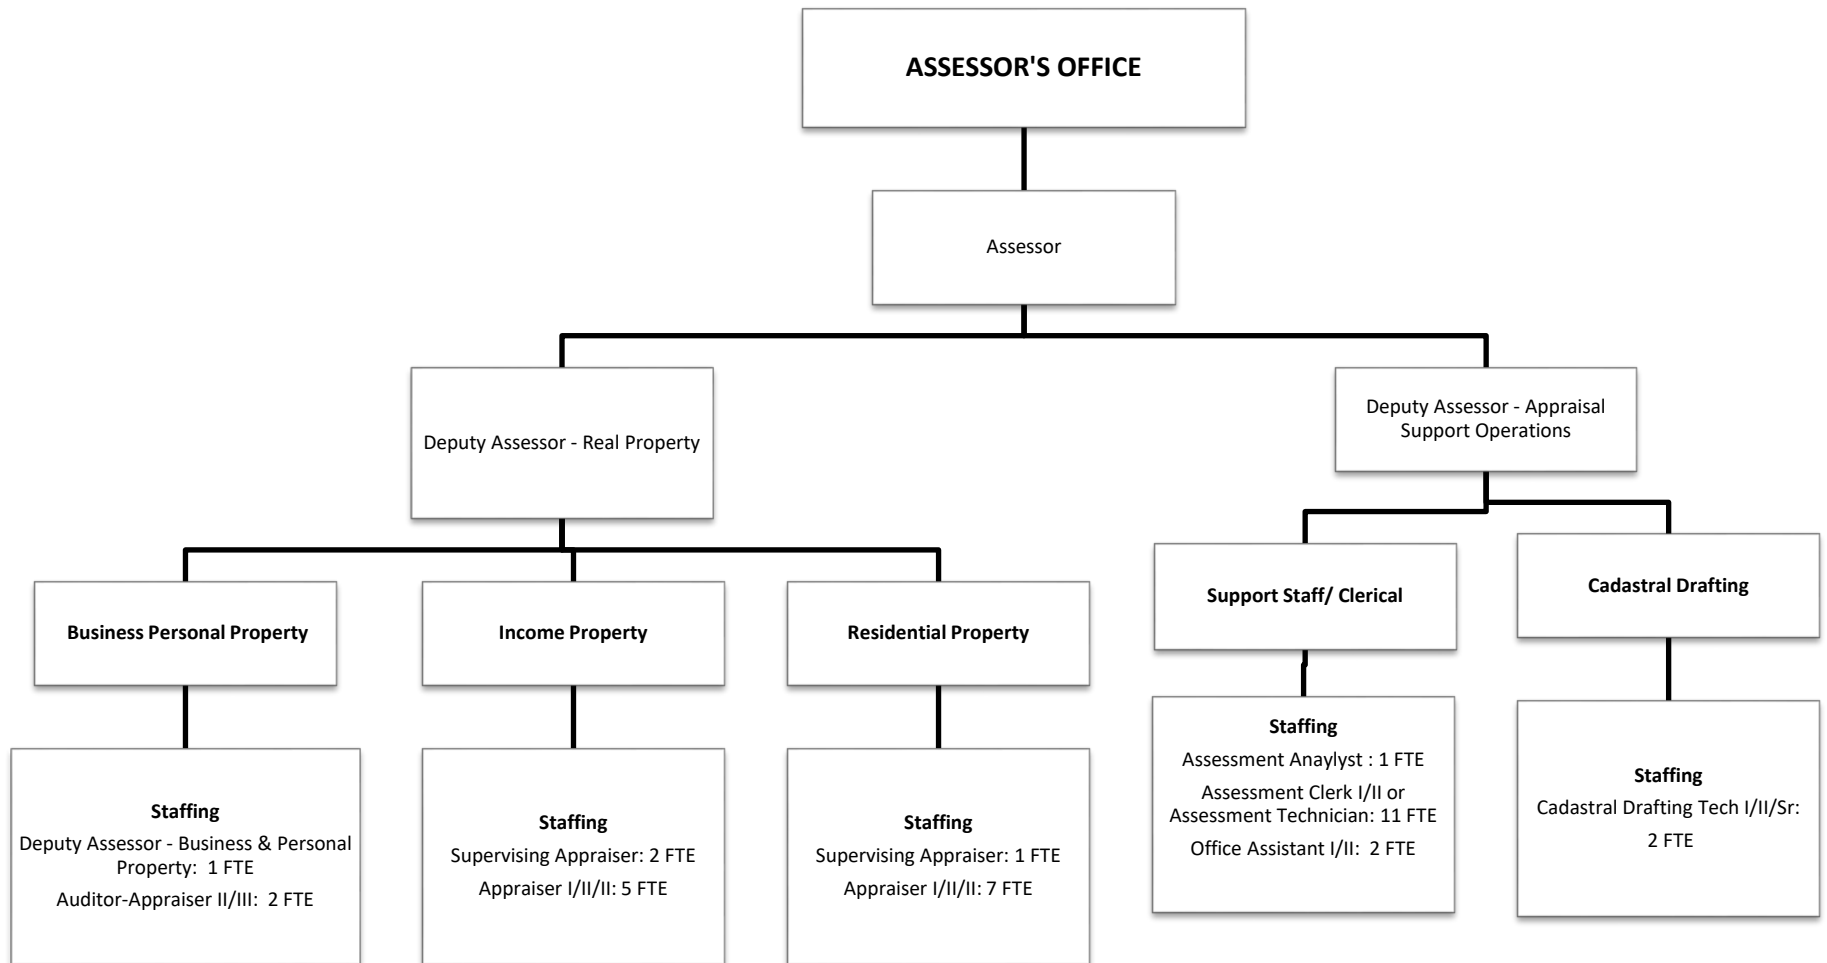 ASSESSOR'S OFFICE
Assessor
Deputy Assessor - Real Property
Deputy Assessor - Appraisal
Support Operations
Business Personal Property
Income Property
Residential Property
Support Staff/ Clerical
Cadastral Drafting
Staffing
Deputy Assessor - Business & Personal
Property: 1 FTE
Auditor-Appraiser II/III: 2 FTE
Staffing
Supervising Appraiser: 2 FTE
Appraiser I/II/II: 5 FTE
Staffing
Supervising Appraiser: 1 FTE
Appraiser I/II/II: 7 FTE
Staffing
Assessment Anaylyst : 1 FTE
Assessment Clerk I/II or
Assessment Technician: 11 FTE
Office Assistant I/II: 2 FTE
Staffing
Cadastral Drafting Tech I/II/Sr:
2 FTE